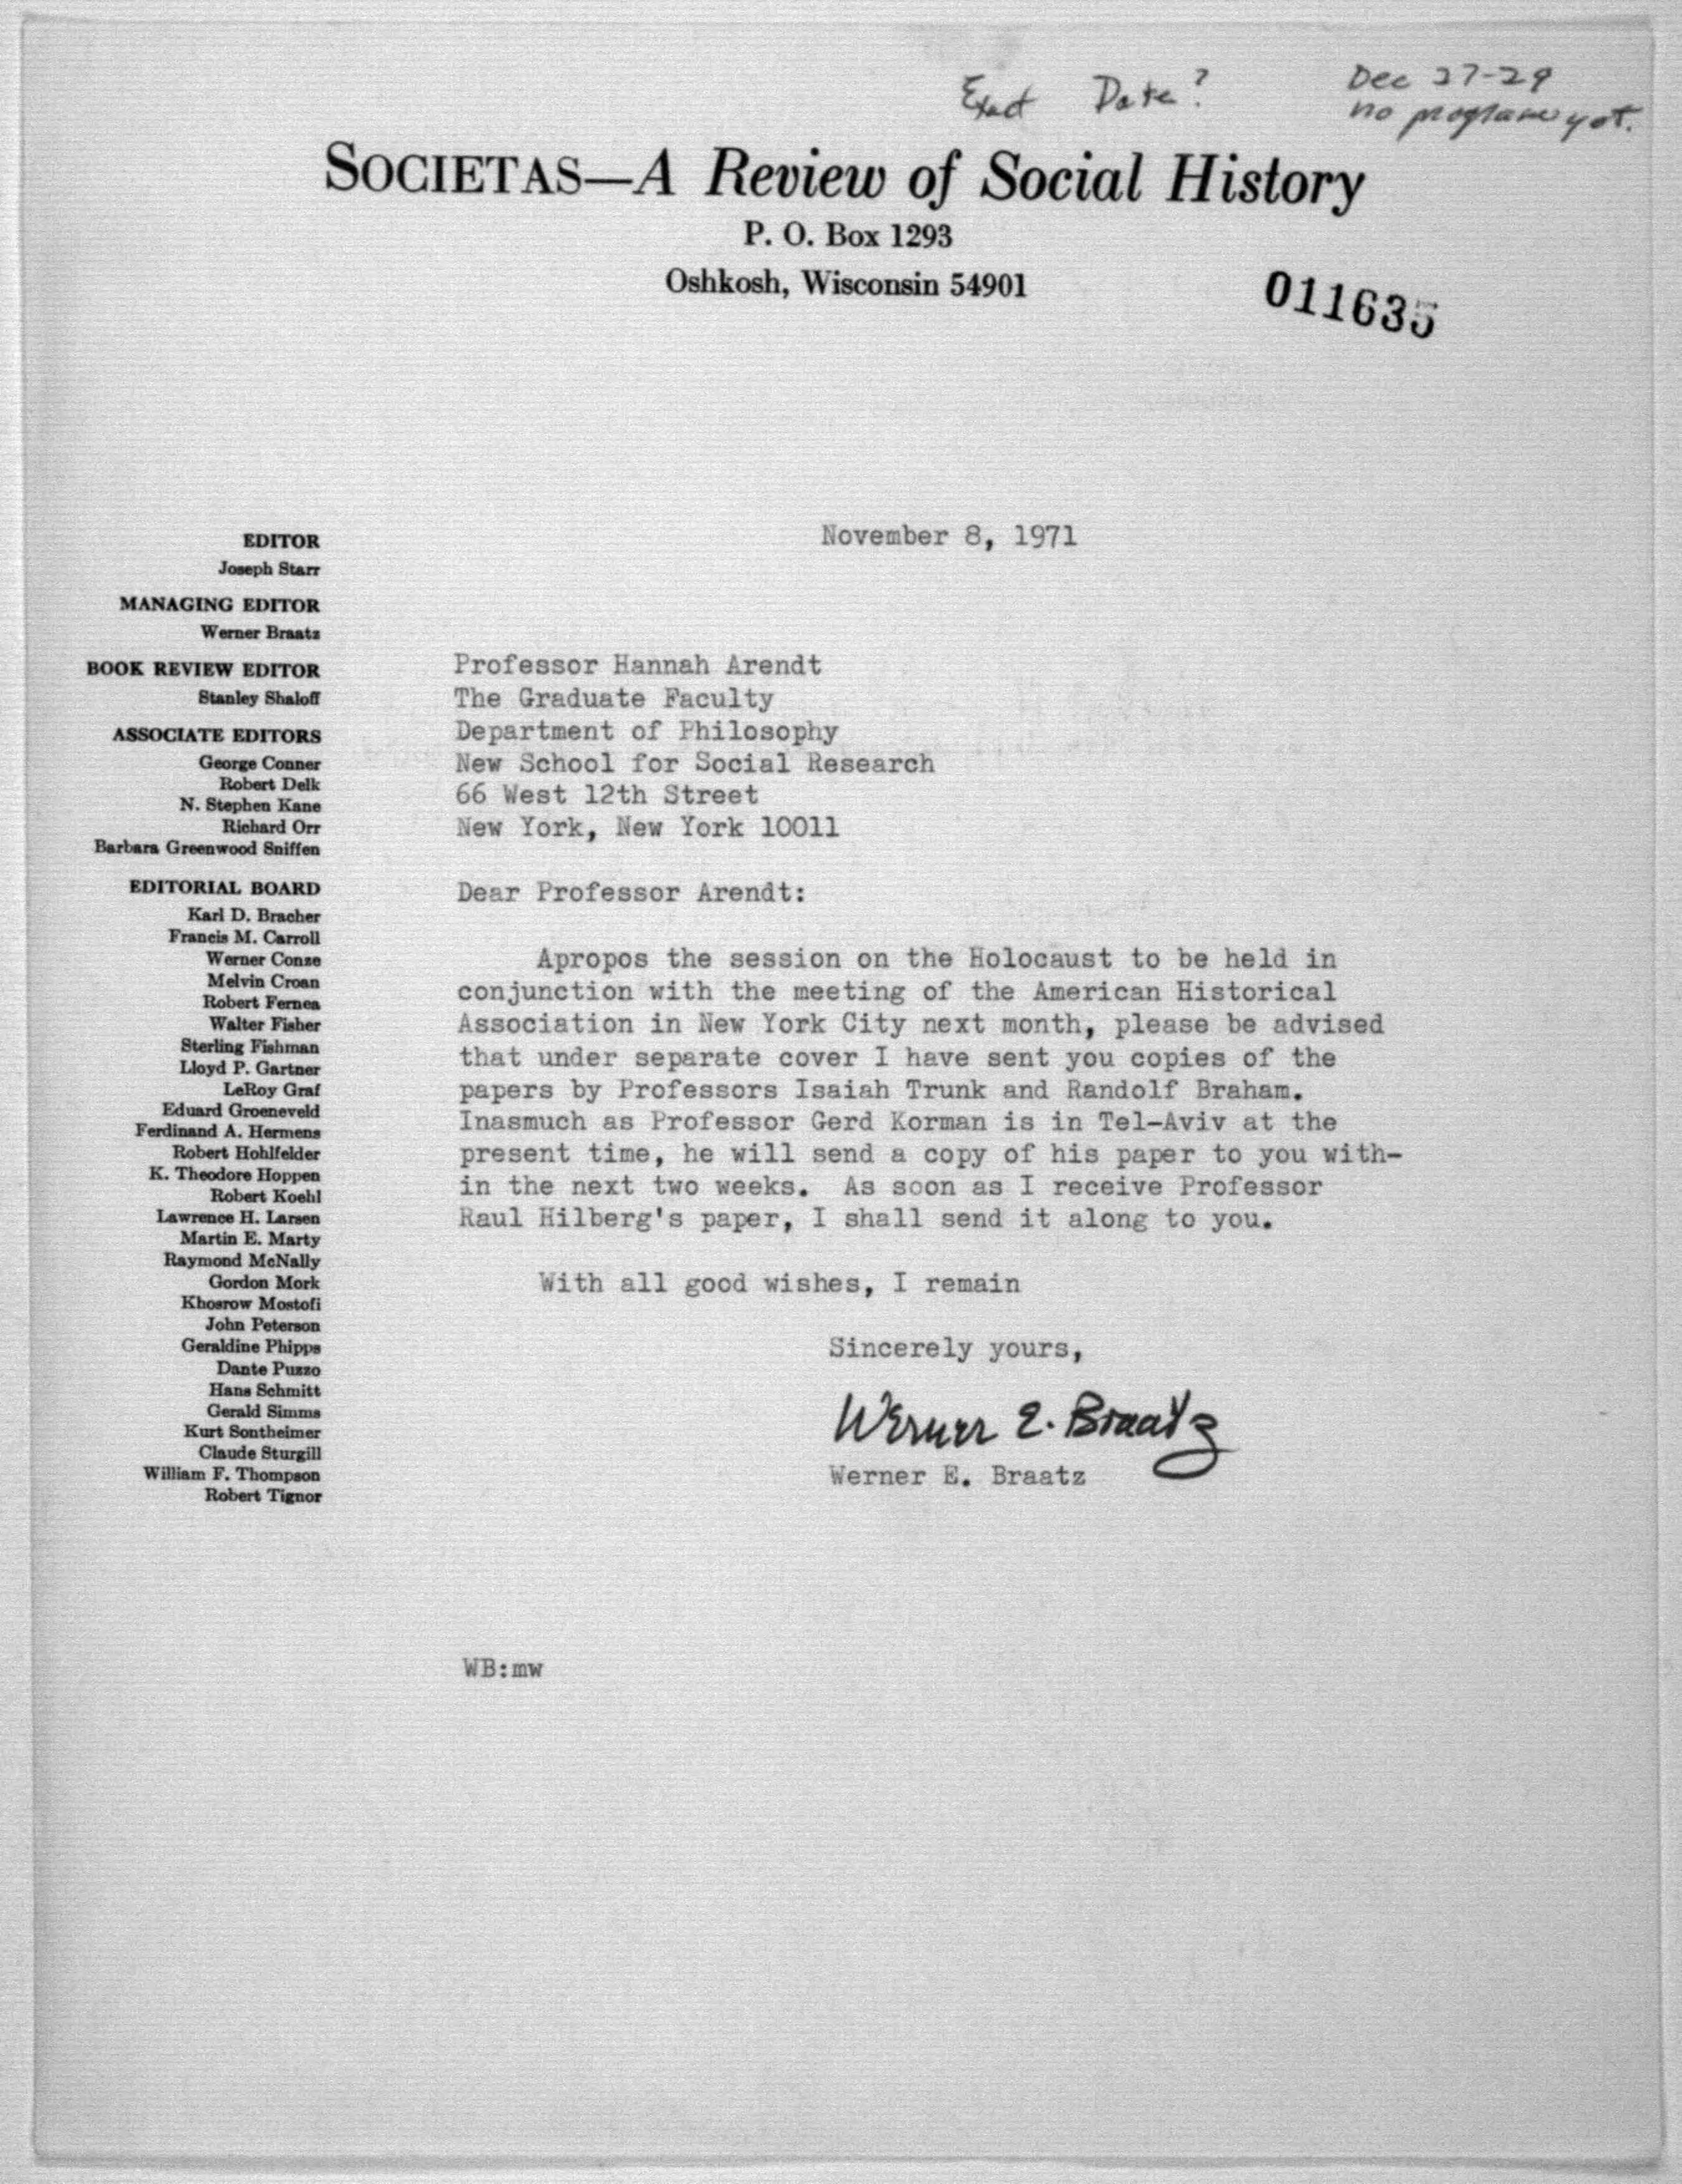 Exact Date?
Dec 27-29
no program yet.
SOCIETAS—A Review of Social History
P. O. Box 1293
Oshkosh, Wisconsin 54901
011635
November 8, 1971
EDITOR
Joseph Starr
MANAGING EDITOR
Werner Braatz
BOOK REVIEW EDITOR
Stanley Shaloff
ASSOCIATE EDITORS
George Conner
Robert Delk
N. Stephen Kane
Richard Orr
Barbara Greenwood Sniffen
EDITORIAL BOARD
Karl D. Bracher
Francis M. Carroll
Werner Conze
Melvin Croan
Robert Fernea
Walter Fisher
Sterling Fishman
Lloyd P. Gartner
LeRoy Graf
Eduard Groeneveld
Ferdinand A. Hermens
Robert Hohlfelder
K. Theodore Hoppen
Robert Koehl
Lawrence H. Larsen
Martin E. Marty
Raymond McNally
Gordon Mork
Khosrow Mostofi
John Peterson
Geraldine Phipps
Dante Puzzo
Hans Schmitt
Gerald Simms
Kurt Sontheimer
Claude Sturgill
William F. Thompson
Robert Tignor
Professor Hannah Arendt
The Graduate Faculty
Department of Philosophy
New School for Social Research
66 West 12th Street
New York, New York 10011
Dear Professor Arendt:
Apropos the session on the Holocaust to be held in
conjunction with the meeting of the American Historical
Association in New York City next month, please be advised
that under separate cover I have sent you copies of the
papers by Professors Isaiah Trunk and Randolf Braham.
Inasmuch as Professor Gerd Korman is in Tel-Aviv at the
present time, he will send a copy of his paper to you with-
in the next two weeks. As soon as I receive Professor
Raul Hilberg's paper, I shall send it along to you.
With all good wishes, I remain
Sincerely yours,
Werner E. Braatz
Werner E. Braatz
WB:mw